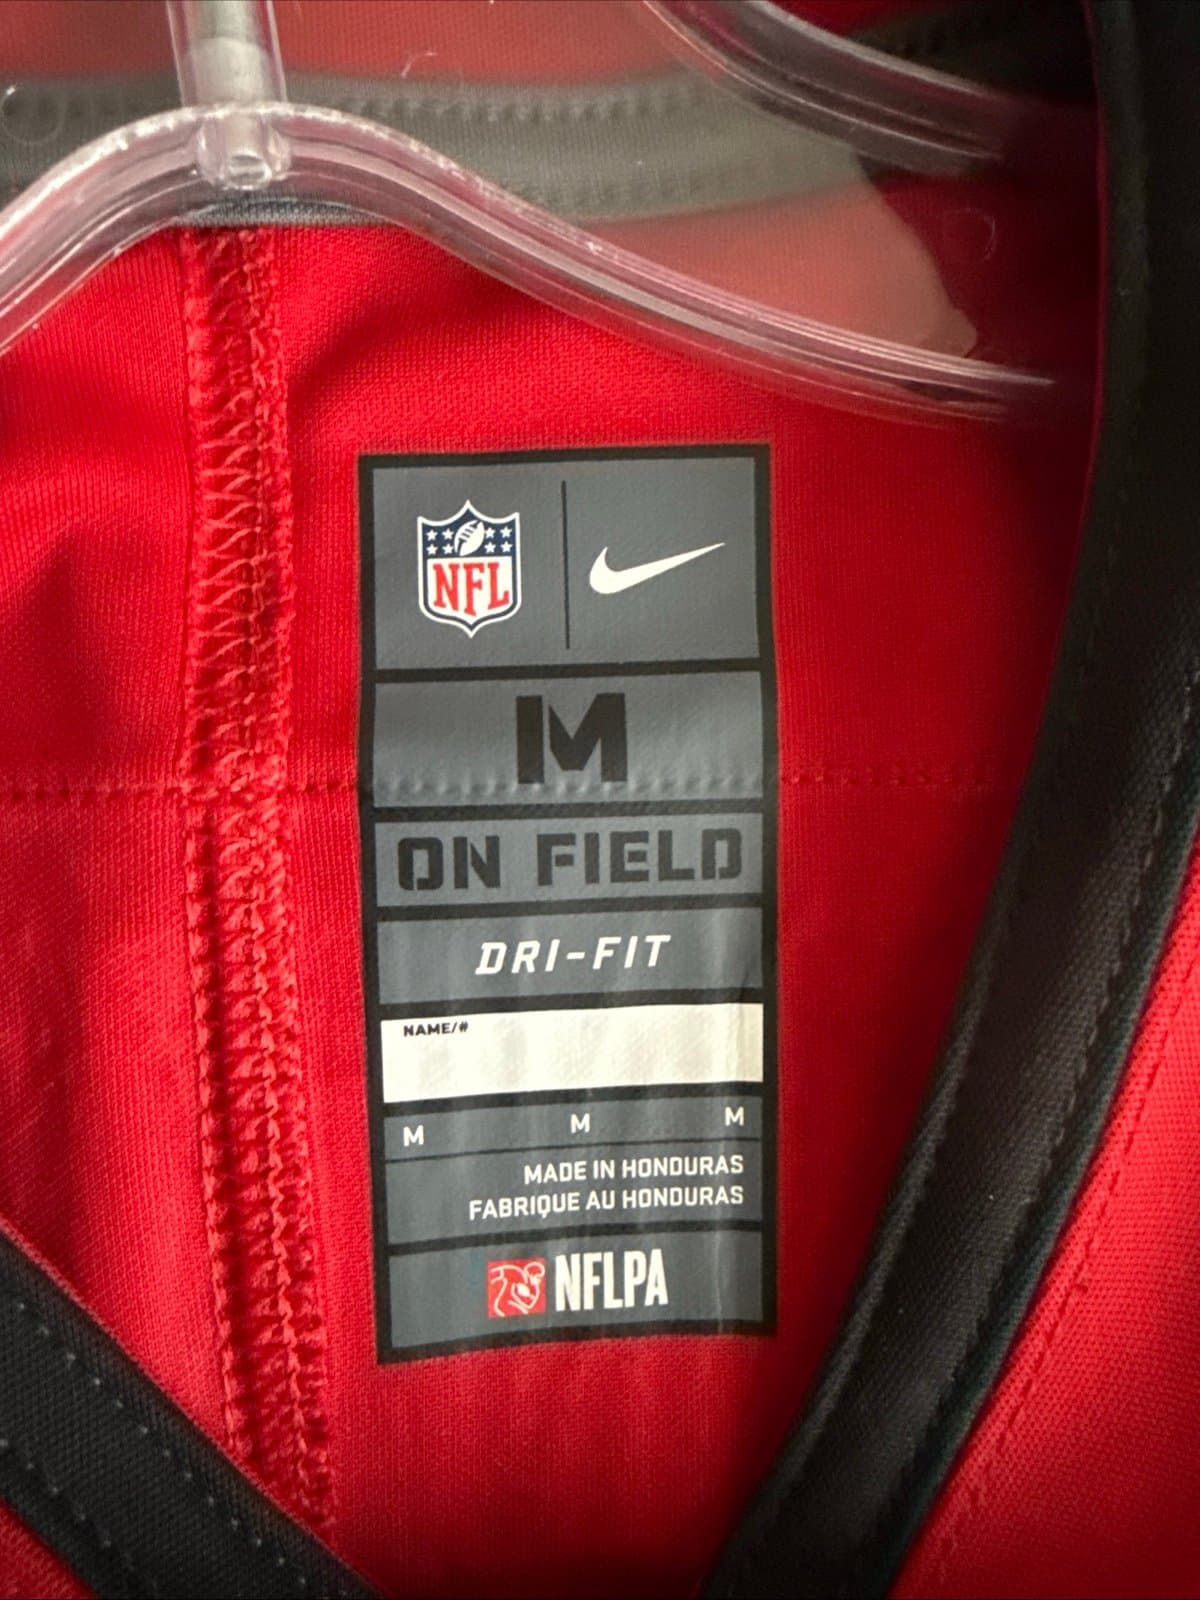 NFL
M
ON FIELD
DRI-FIT
NAME/#
M M M
MADE IN HONDURAS
FABRIQUE AU HONDURAS
NFLPA